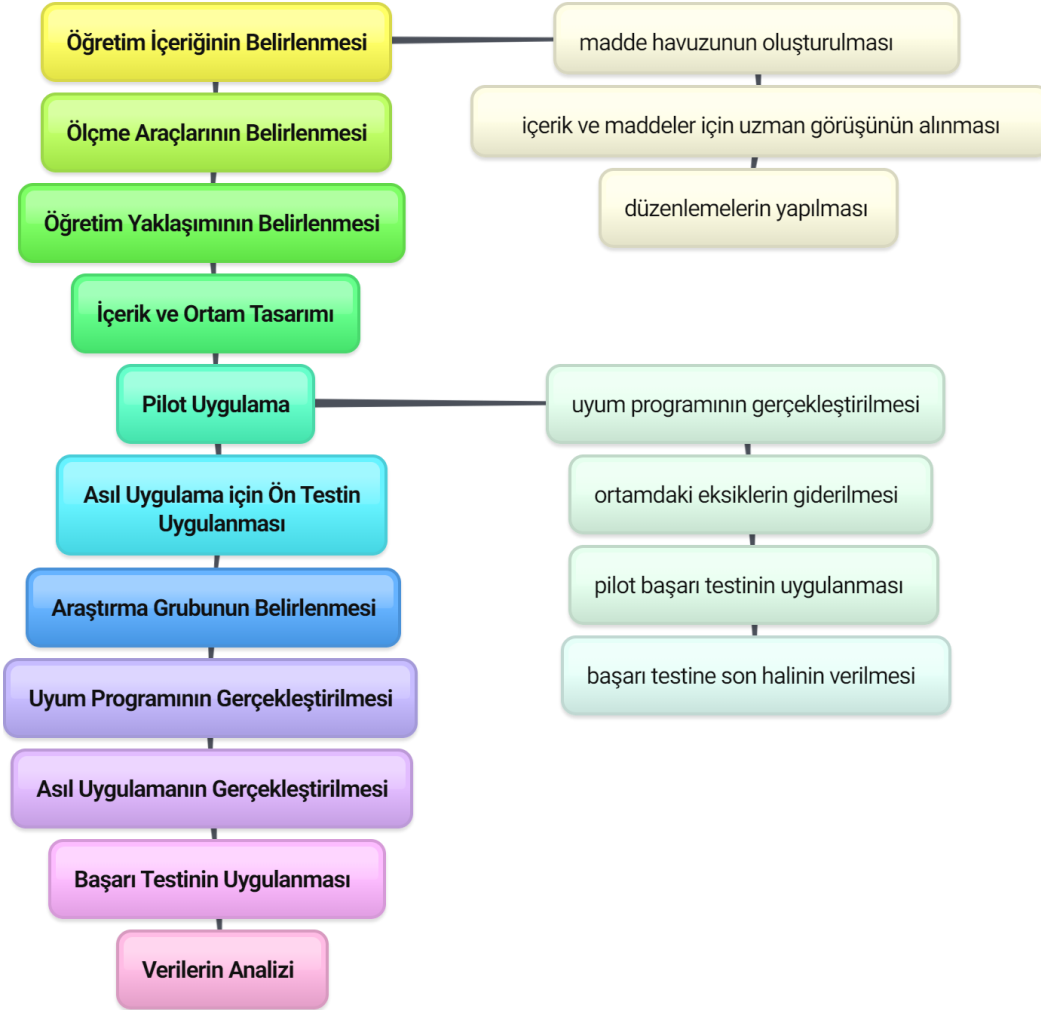 Öğretim İçeriğinin Belirlenmesi
madde havuzunun oluşturulması
içerik ve maddeler için uzman görüşünün alınması
düzenlemelerin yapılması
Ölçme Araçlarının Belirlenmesi
Öğretim Yaklaşımının Belirlenmesi
İçerik ve Ortam Tasarımı
Pilot Uygulama
uyum programının gerçekleştirilmesi
ortamdaki eksiklerin giderilmesi
pilot başarı testinin uygulanması
başarı testine son halinin verilmesi
Asıl Uygulama için Ön Testin
Uygulanması
Araştırma Grubunun Belirlenmesi
Uyum Programının Gerçekleştirilmesi
Asıl Uygulamanın Gerçekleştirilmesi
Başarı Testinin Uygulanması
Verilerin Analizi